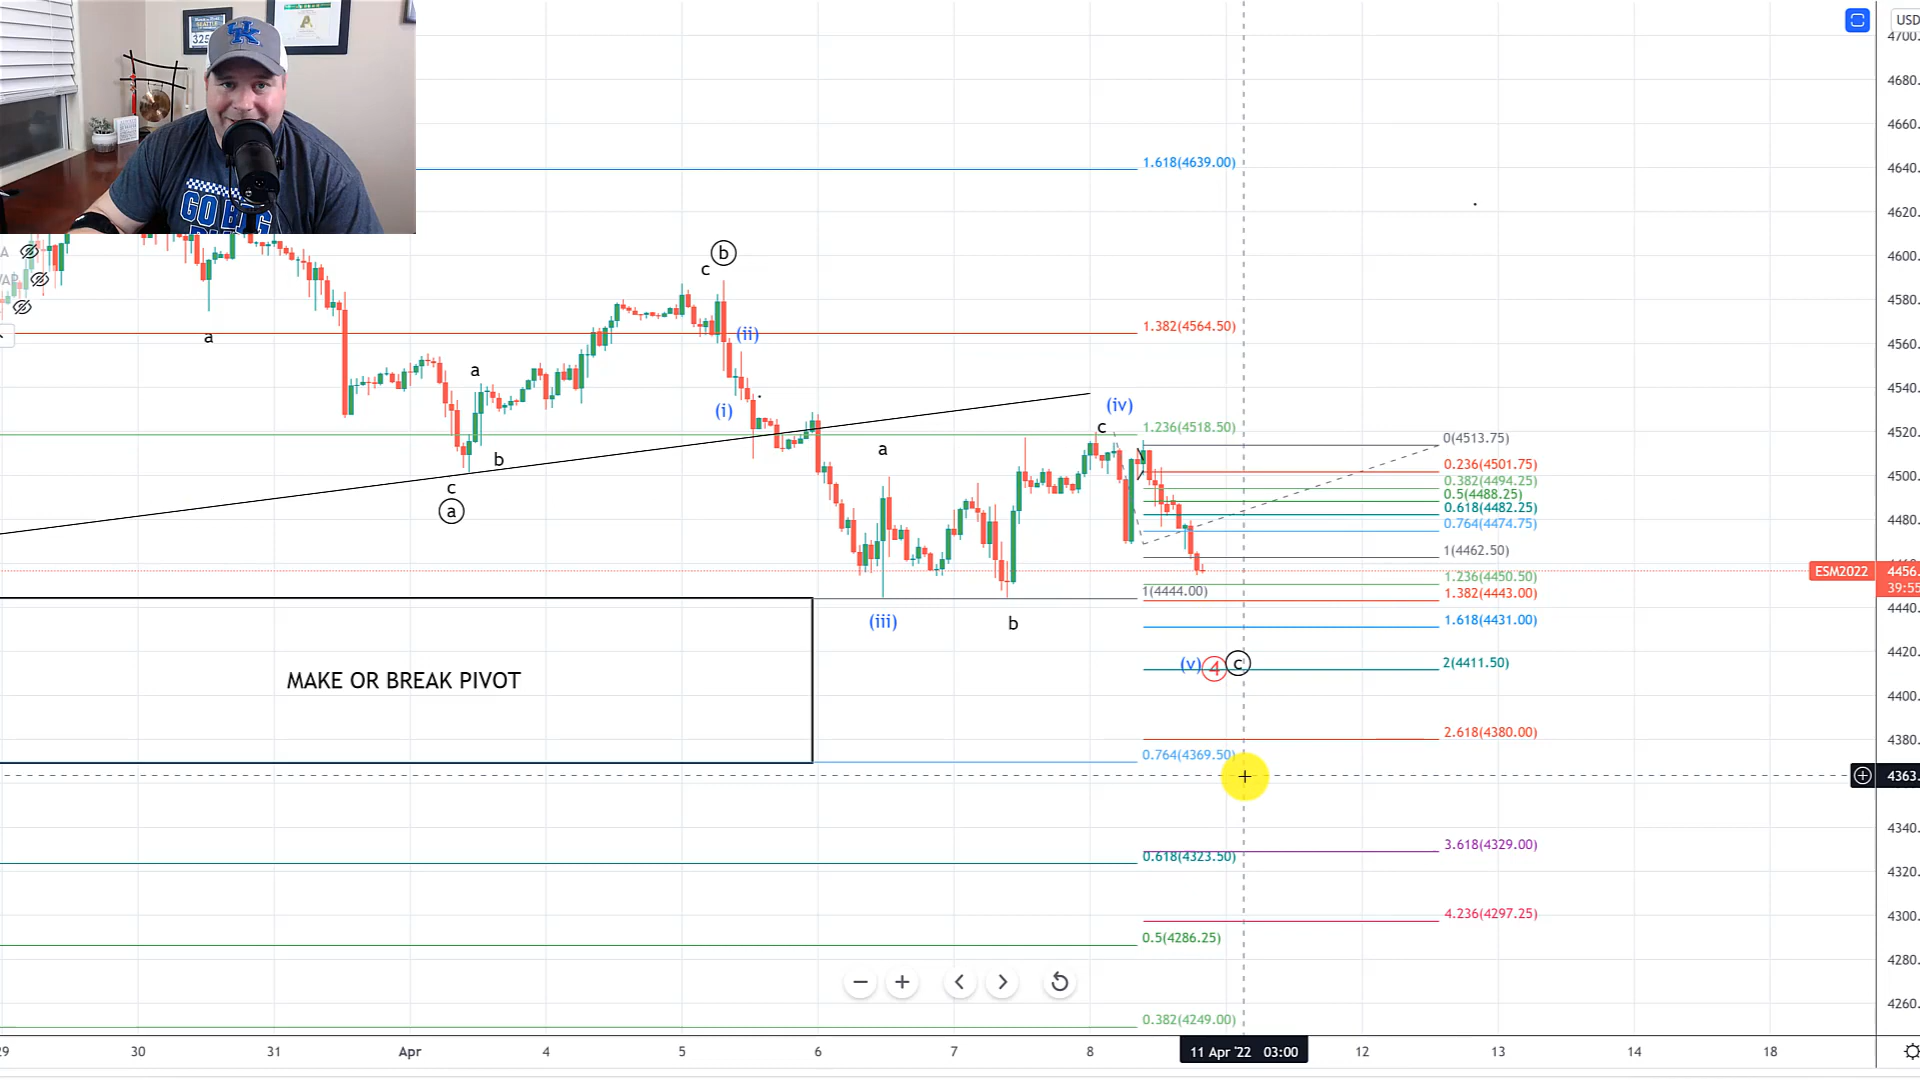 SEATTLE
325
GO BIG
USD
4700.
4680.
4660.
1.618(4639.00)
4640.
4620.
A
b
c
4600.
4580.
a
(ii)
1.382(4564.50)
4560.
a
(i)
4540.
(iv)
c
1.236(4518.50)
4520.
0(4513.75)
a
b
0.236(4501.75)
4500.
0.382(4494.25)
c
0.5(4488.25)
a
0.618(4482.25)
0.764(4474.75)
4480.
1(4462.50)
ESM2022
4456.
1.236(4450.50)
39:55
1(4444.00)
1.382(4443.00)
4440.
(iii)
b
1.618(4431.00)
4420.
(v)
4
c
2(4411.50)
MAKE OR BREAK PIVOT
4400.
2.618(4380.00)
4380.
0.764(4369.50)
4363.
4340.
3.618(4329.00)
0.618(4323.50)
4320.
4.236(4297.25)
4300.
0.5(4286.25)
4280.
0.382(4249.00)
4260.
29
30
31
Apr
4
5
6
7
8
11 Apr '22 03:00
12
13
14
18